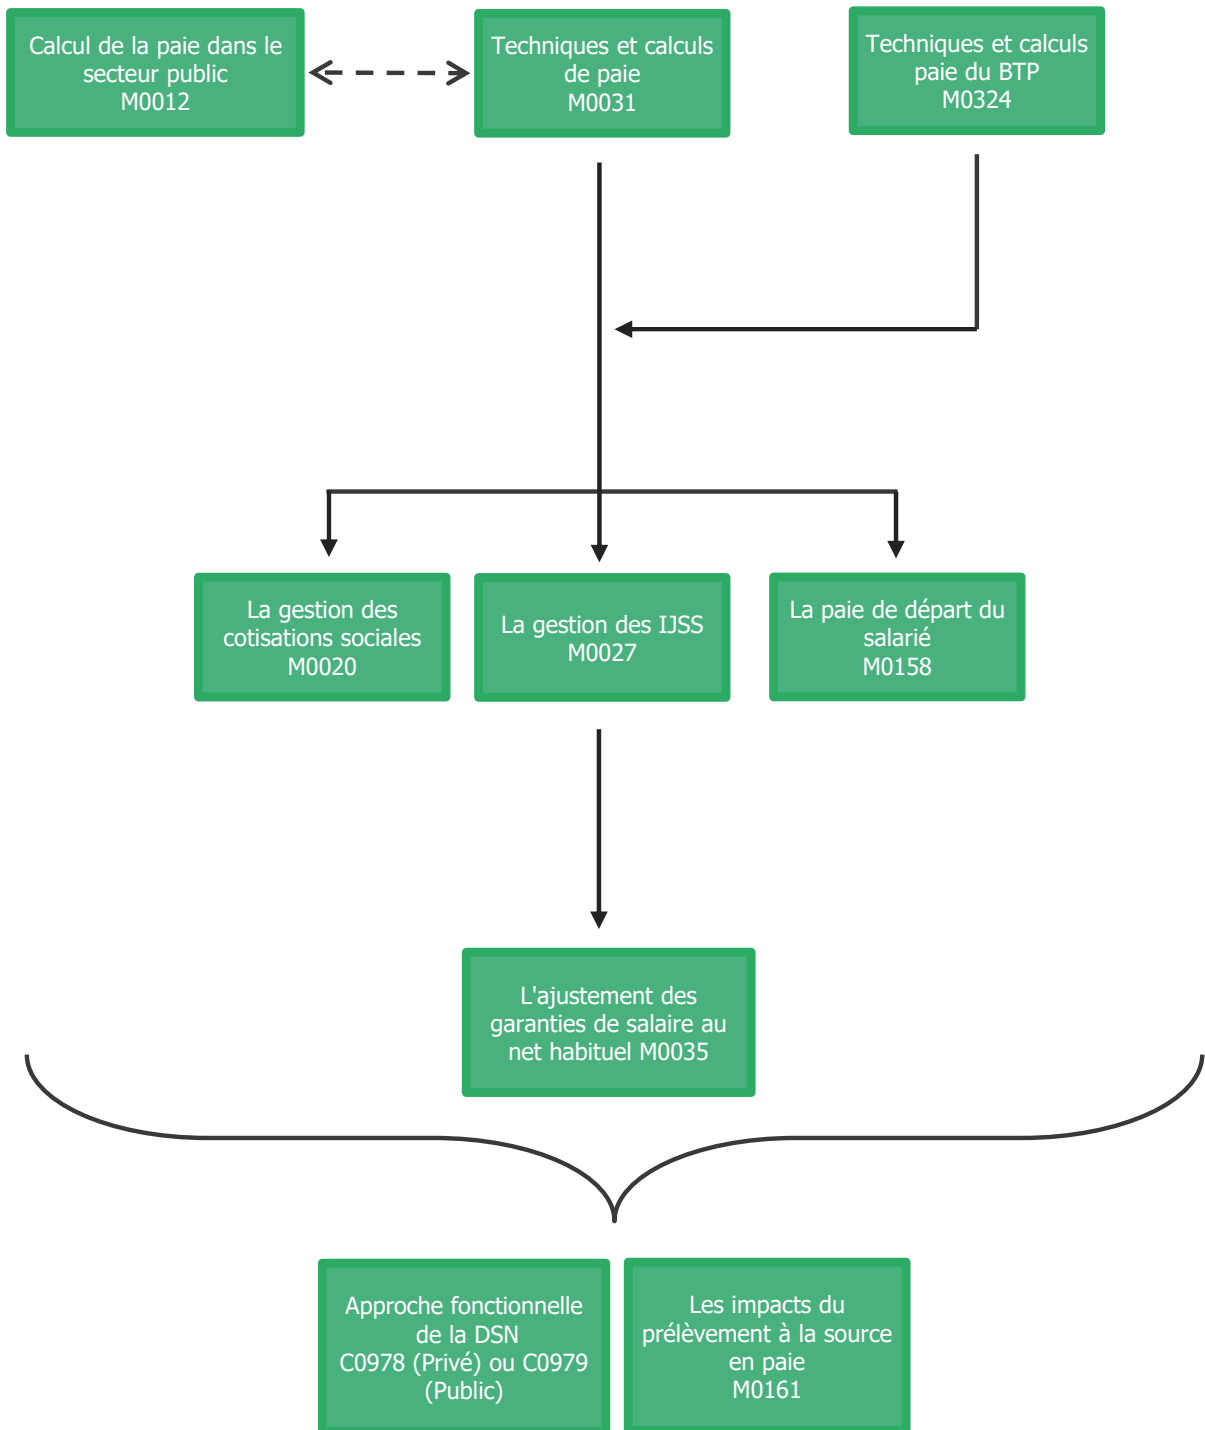 Calcul de la paie dans le
secteur public
M0012
Techniques et calculs
de paie
M0031
Techniques et calculs
paie du BTP
M0324
La gestion des
cotisations sociales
M0020
La gestion des IJSS
M0027
La paie de départ du
salarié
M0158
L'ajustement des
garanties de salaire au
net habituel M0035
Approche fonctionnelle
de la DSN
C0978 (Privé) ou C0979
(Public)
Les impacts du
prélèvement à la source
en paie
M0161